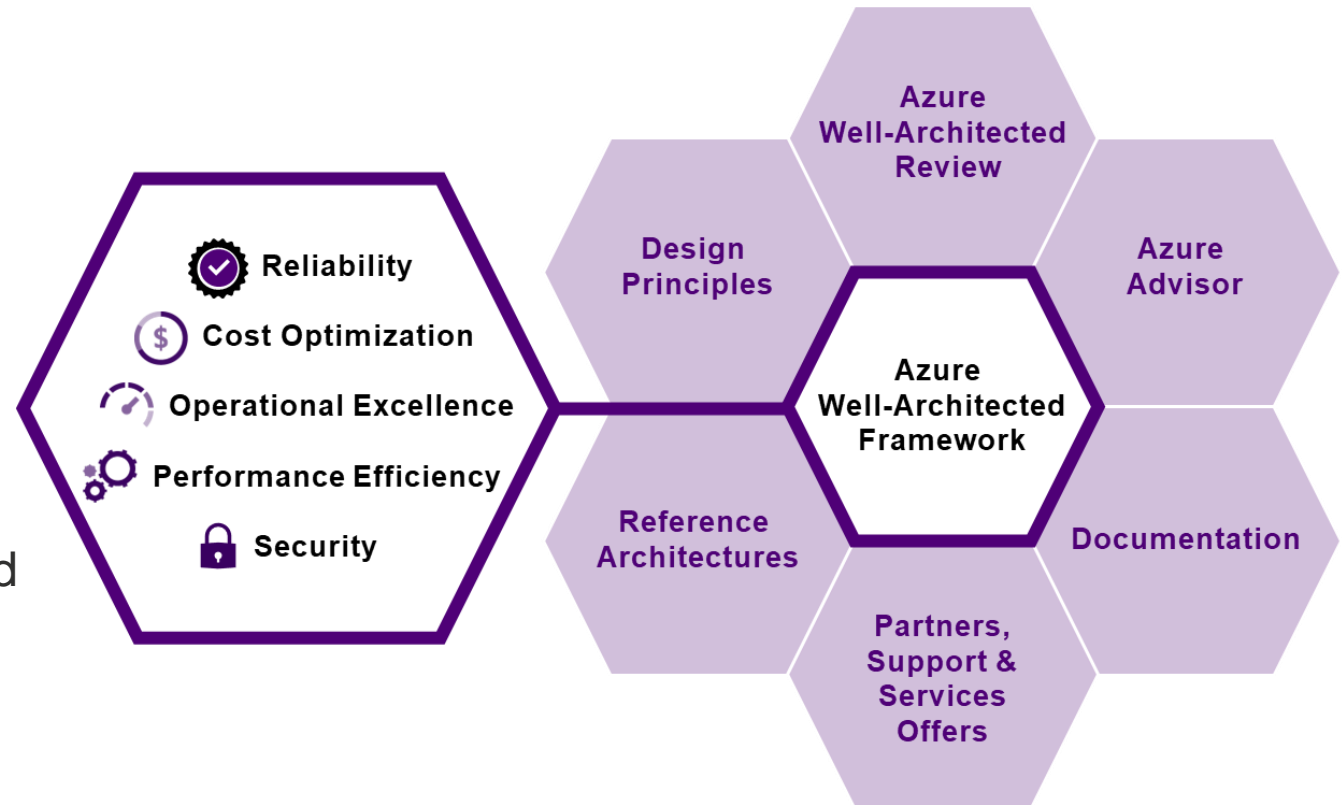 Reliability
Cost Optimization
Operational Excellence
Performance Efficiency
Security
d
Azure
Well-Architected
Review
Design
Principles
Azure
Advisor
Azure
Well-Architected
Framework
Reference
Architectures
Documentation
Partners,
Support &
Services
Offers